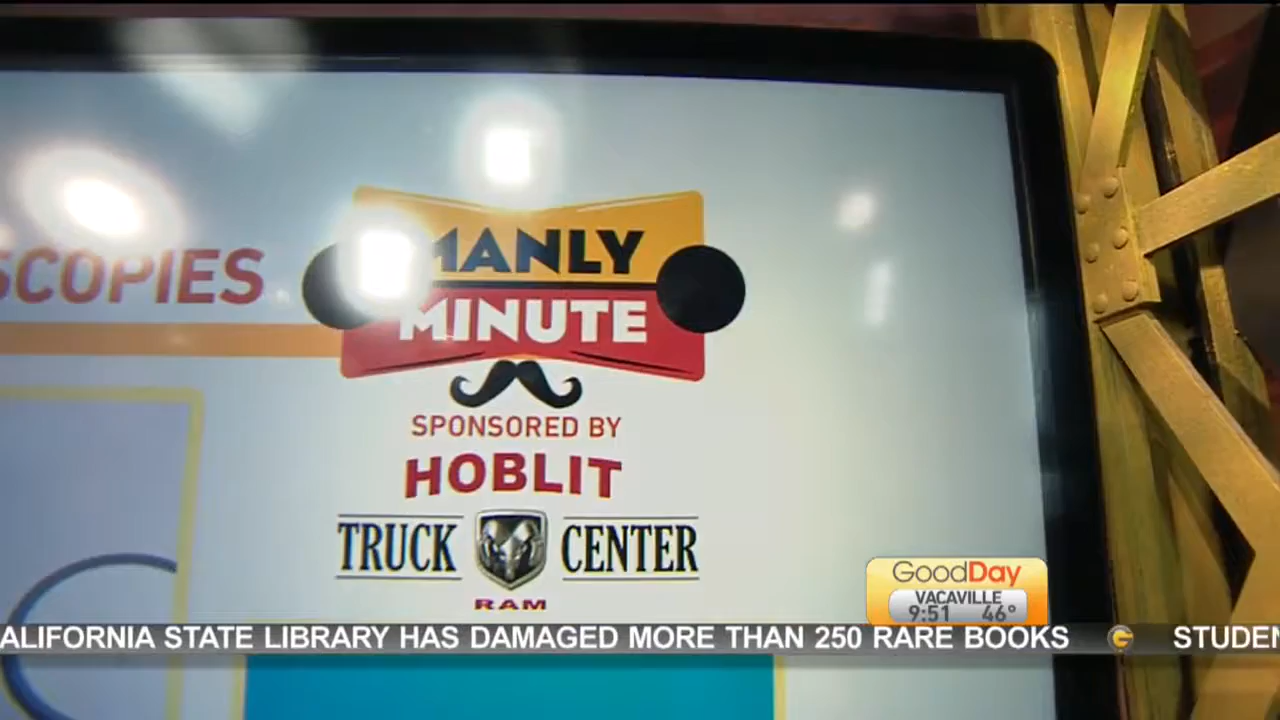 SCOPIES
MANLY
MINUTE
SPONSORED BY
HOBLIT
TRUCK CENTER
RAM
GoodDay
VACAVILLE
9:51 46°
ALIFORNIA STATE LIBRARY HAS DAMAGED MORE THAN 250 RARE BOOKS STUDEN